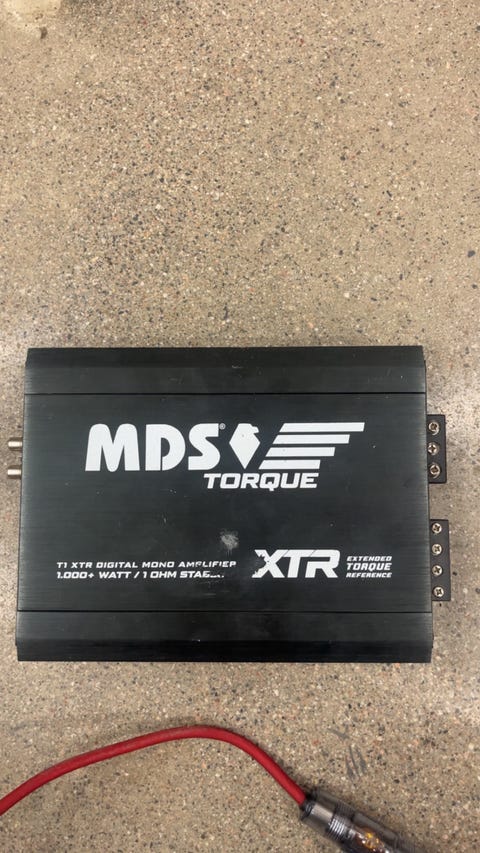 MDS®
TORQUE
T1 XTR DIGITAL MONO AMPLIFIER
1.000+ WATT / 1 OHM
XTR
EXTENDED
TORQUE
REFERENCE